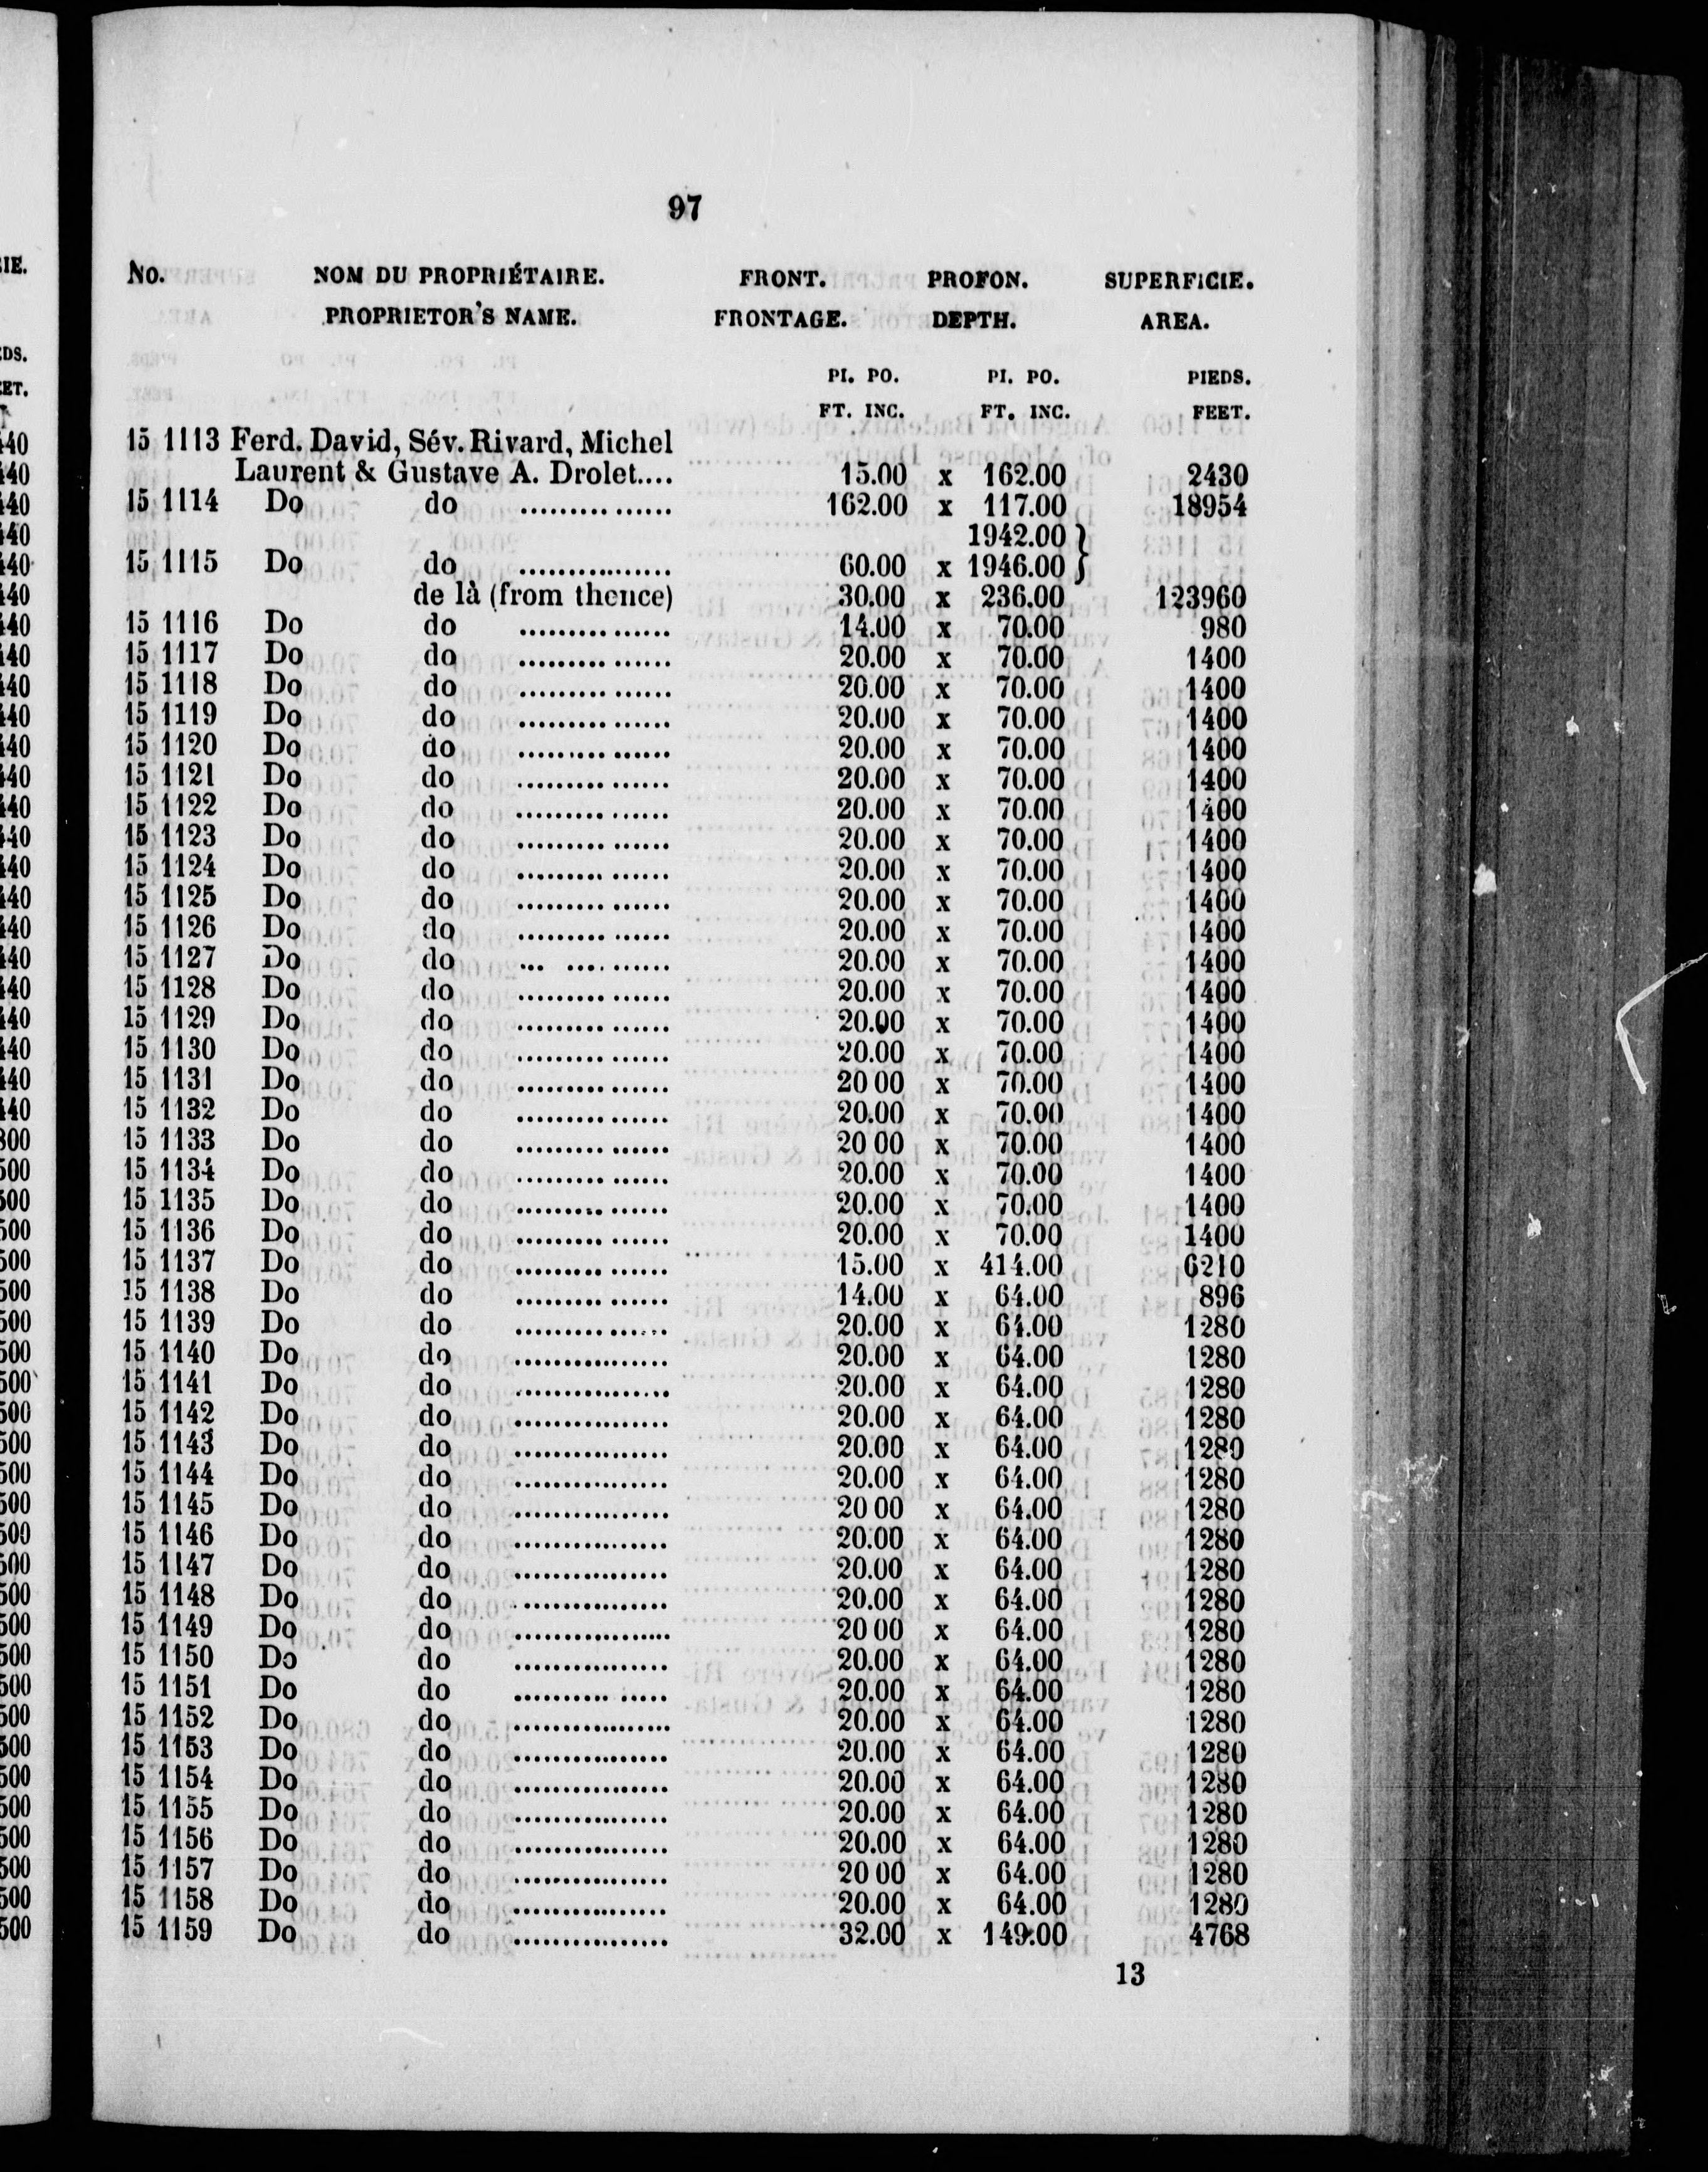 97
No. NOM DU PROPRIÉTAIRE. FRONT. PROFON. SUPERFICIE.
PROPRIETOR'S NAME. FRONTAGE. DEPTH. AREA.
PI. PO. PI. PO. PIEDS.
FT. INC. FT. INC. FEET.
15 1113 Ferd. David, Sév. Rivard, Michel
Laurent & Gustave A. Drolet.... 15.00 x 162.00 2430
15 1114 Do do ............... 162.00 x 117.00 18954
1942.00 }
15 1115 Do do ............... 60.00 x 1946.00 }
de là (from thence) 30.00 x 236.00 123960
15 1116 Do do ............... 14.00 x 70.00 980
15 1117 Do do ............... 20.00 x 70.00 1400
15 1118 Do do ............... 20.00 x 70.00 1400
15 1119 Do do ............... 20.00 x 70.00 1400
15 1120 Do do ............... 20.00 x 70.00 1400
15 1121 Do do ............... 20.00 x 70.00 1400
15 1122 Do do ............... 20.00 x 70.00 1400
15 1123 Do do ............... 20.00 x 70.00 1400
15 1124 Do do ............... 20.00 x 70.00 1400
15 1125 Do do ............... 20.00 x 70.00 1400
15 1126 Do do ............... 20.00 x 70.00 1400
15 1127 Do do ............... 20.00 x 70.00 1400
15 1128 Do do ............... 20.00 x 70.00 1400
15 1129 Do do ............... 20.00 x 70.00 1400
15 1130 Do do ............... 20.00 x 70.00 1400
15 1131 Do do ............... 20 00 x 70.00 1400
15 1132 Do do ............... 20.00 x 70.00 1400
15 1133 Do do ............... 20 00 x 70.00 1400
15 1134 Do do ............... 20.00 x 70.00 1400
15 1135 Do do ............... 20.00 x 70.00 1400
15 1136 Do do ............... 20.00 x 70.00 1400
15 1137 Do do ............... 15.00 x 414.00 6210
15 1138 Do do ............... 14.00 x 64.00 896
15 1139 Do do ............... 20.00 x 64.00 1280
15 1140 Do do ............... 20.00 x 64.00 1280
15 1141 Do do ............... 20.00 x 64.00 1280
15 1142 Do do ............... 20.00 x 64.00 1280
15 1143 Do do ............... 20.00 x 64.00 1280
15 1144 Do do ............... 20.00 x 64.00 1280
15 1145 Do do ............... 20 00 x 64.00 1280
15 1146 Do do ............... 20.00 x 64.00 1280
15 1147 Do do ............... 20.00 x 64.00 1280
15 1148 Do do ............... 20.00 x 64.00 1280
15 1149 Do do ............... 20 00 x 64.00 1280
15 1150 Do do ............... 20.00 x 64.00 1280
15 1151 Do do ............... 20.00 x 64.00 1280
15 1152 Do do ............... 20.00 x 64.00 1280
15 1153 Do do ............... 20.00 x 64.00 1280
15 1154 Do do ............... 20.00 x 64.00 1280
15 1155 Do do ............... 20.00 x 64.00 1280
15 1156 Do do ............... 20.00 x 64.00 1280
15 1157 Do do ............... 20 00 x 64.00 1280
15 1158 Do do ............... 20.00 x 64.00 1280
15 1159 Do do ............... 32.00 x 149.00 4768
13